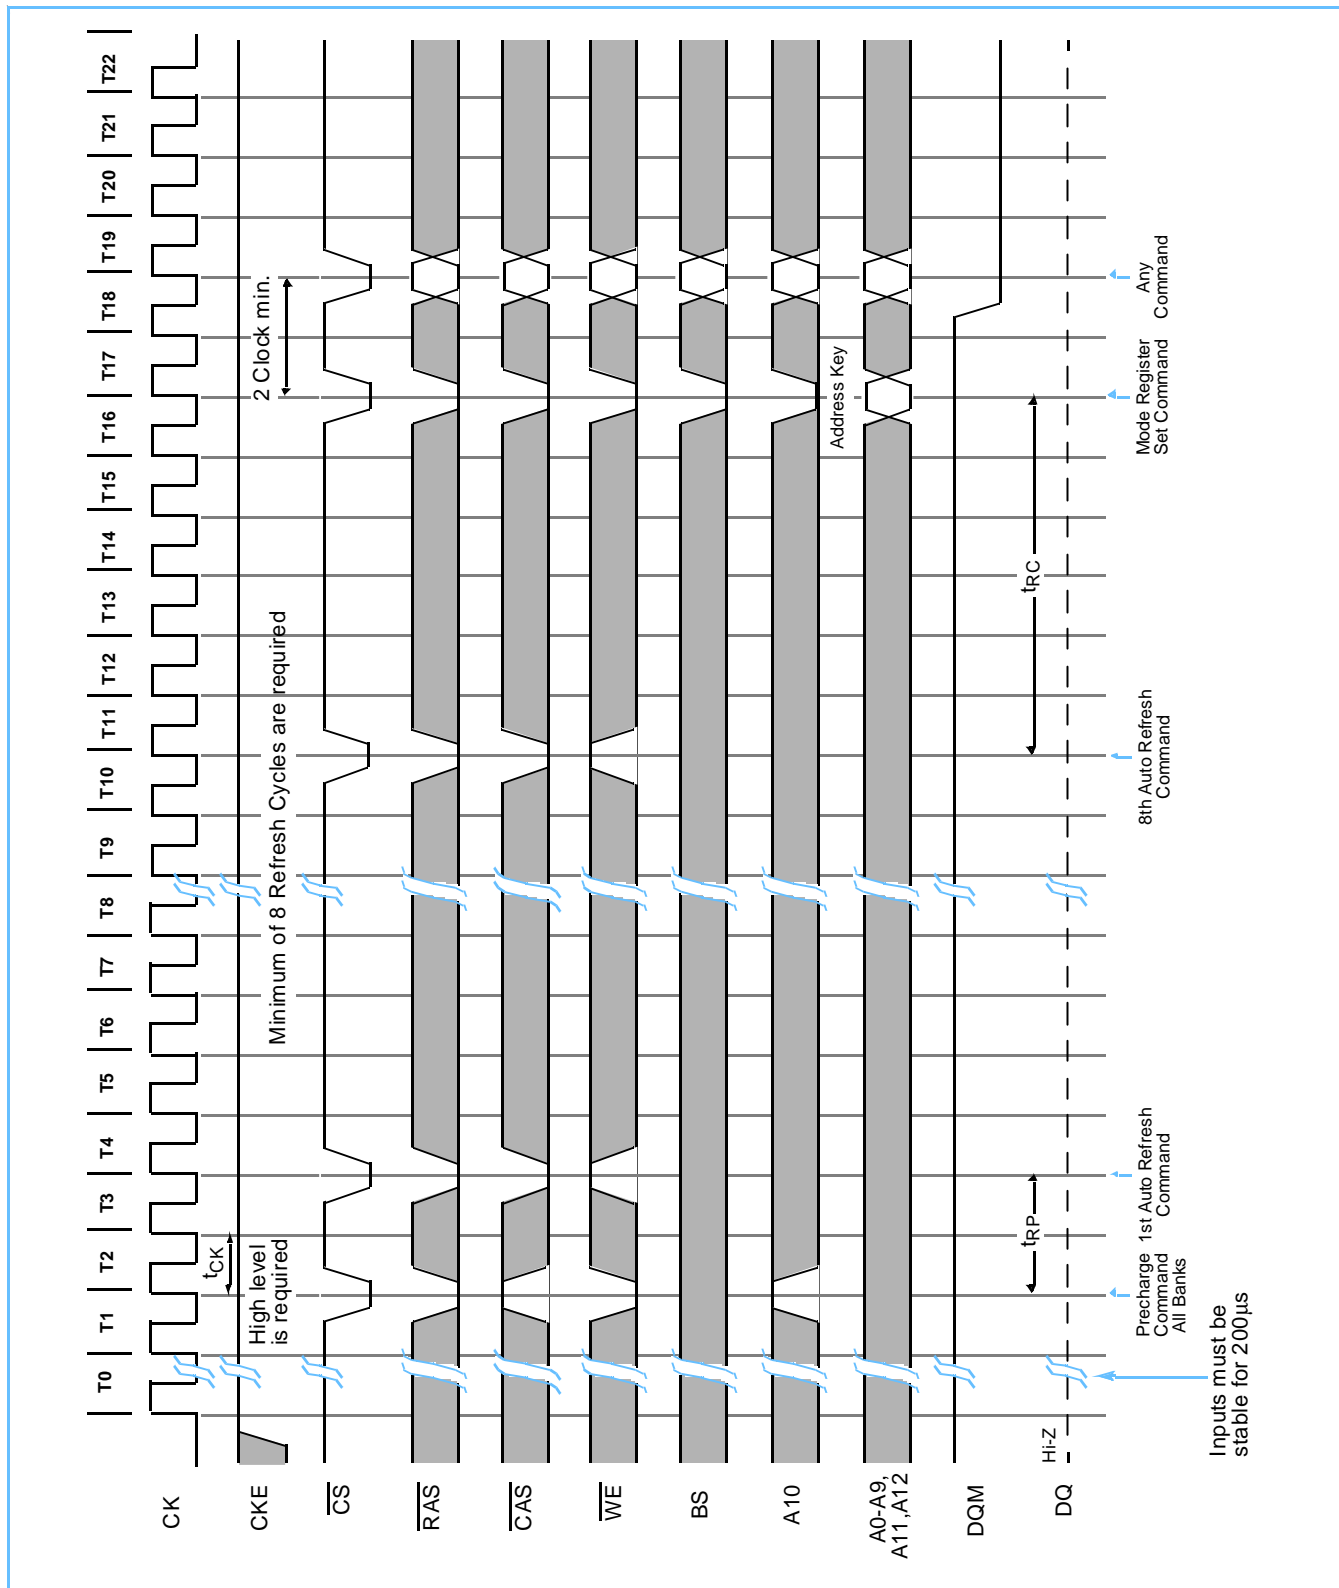 T0
T1
T2
T3
T4
T5
T6
T7
T8
T9
T10
T11
T12
T13
T14
T15
T16
T17
T18
T19
T20
T21
T22
CK
tCK
CKE
High level
is required
Minimum of 8 Refresh Cycles are required
2 Clock min.
CS
RAS
CAS
WE
BS
A10
Address Key
A0-A9,
A11,A12
DQM
tRP
tRC
DQ
Hi-Z
Precharge
Command
All Banks
1st Auto Refresh
Command
8th Auto Refresh
Command
Mode Register
Set Command
Any
Command
Inputs must be
stable for 200µs